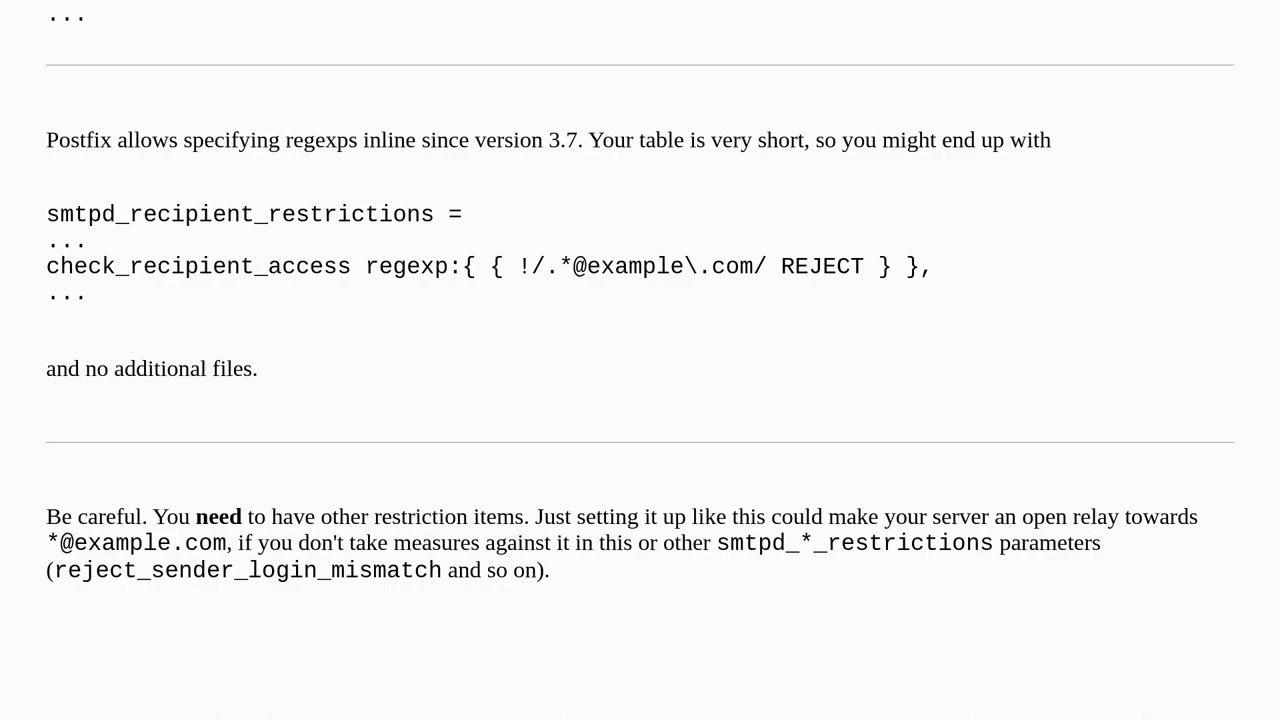 ...
Postfix allows specifying regexps inline since version 3.7. Your table is very short, so you might end up with
smtpd_recipient_restrictions =
...
check_recipient_access regexp:{ { !/.*@example\.com/ REJECT } },
...
and no additional files.
Be careful. You need to have other restriction items. Just setting it up like this could make your server an open relay towards
*@example.com, if you don't take measures against it in this or other smtpd_*_restrictions parameters
(reject_sender_login_mismatch and so on).